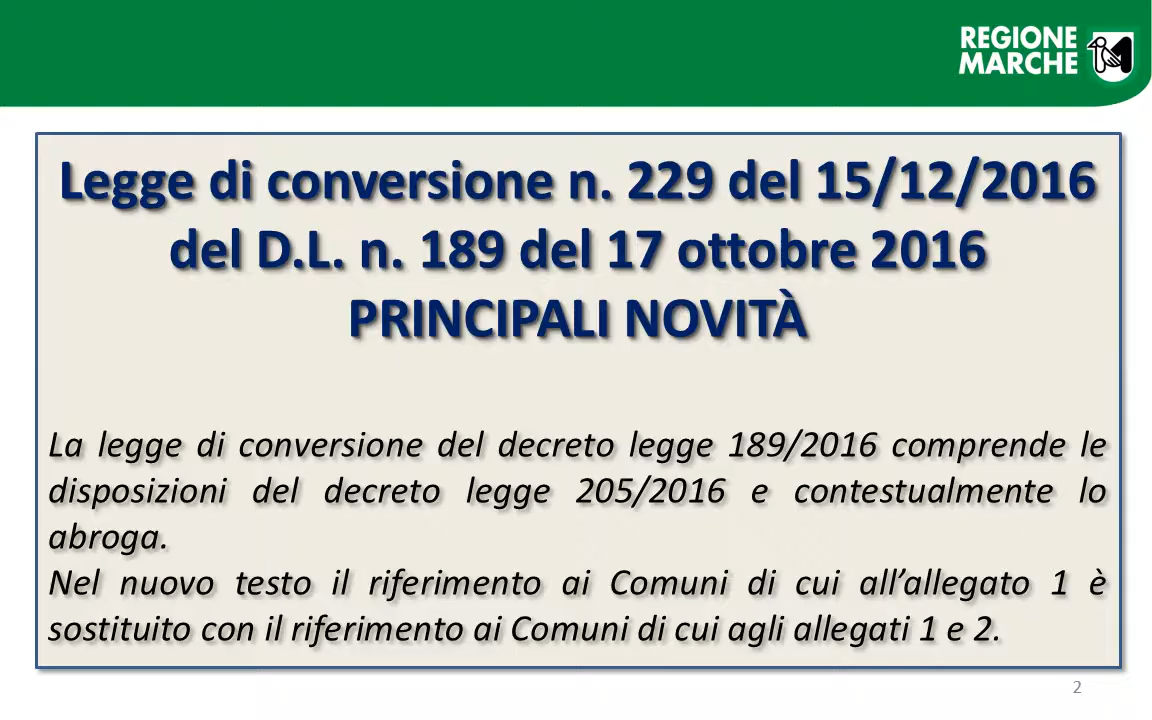 REGIONE
MARCHE
Legge di conversione n. 229 del 15/12/2016
del D.L. n. 189 del 17 ottobre 2016
PRINCIPALI NOVITÀ
La legge di conversione del decreto legge 189/2016 comprende le
disposizioni del decreto legge 205/2016 e contestualmente lo
abroga.
Nel nuovo testo il riferimento ai Comuni di cui all’allegato 1 è
sostituito con il riferimento ai Comuni di cui agli allegati 1 e 2.
2